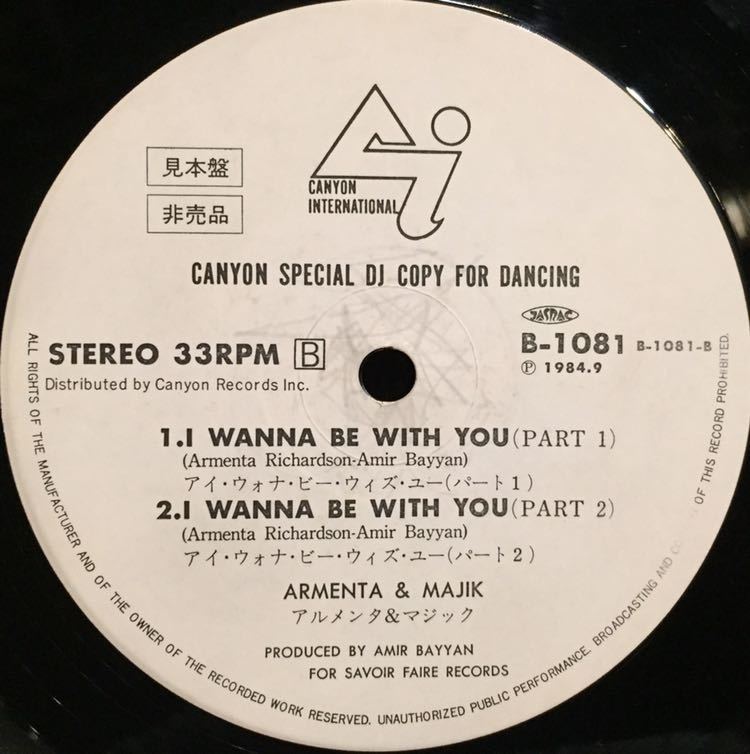 見本盤
非売品
CANYON
INTERNATIONAL
CANYON SPECIAL DJ COPY FOR DANCING
STEREO 33RPM B
Distributed by Canyon Records Inc.
JASRAC
B-1081 B-1081-B
Ⓟ 1984.9
1.I WANNA BE WITH YOU(PART 1)
(Armenta Richardson-Amir Bayyan)
アイ・ウォナ・ビー・ウィズ・ユー(パート1)
2.I WANNA BE WITH YOU(PART 2)
(Armenta Richardson-Amir Bayyan)
アイ・ウォナ・ビー・ウィズ・ユー(パート2)
ARMENTA & MAJIK
アルメンタ&マジック
PRODUCED BY AMIR BAYYAN
FOR SAVOIR FAIRE RECORDS
ALL RIGHTS OF THE MANUFACTURER AND OF THE OWNER OF THE RECORDED WORK RESERVED. UNAUTHORIZED PUBLIC PERFORMANCE. BROADCASTING AND OF THIS RECORD PROHIBITED.